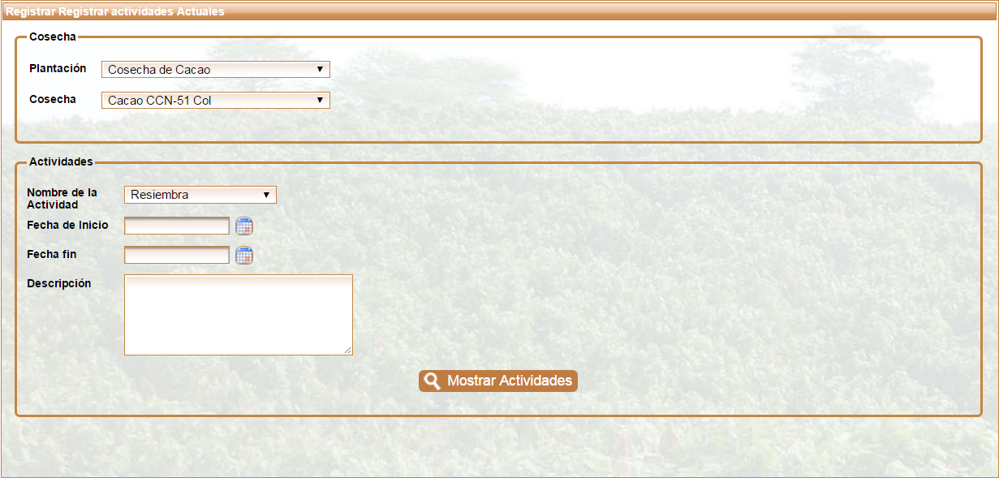 Registrar Registrar actividades Actuales
Cosecha
Plantación Cosecha de Cacao
Cosecha Cacao CCN-51 Col
Actividades
Nombre de la
Actividad
Resiembra
Fecha de Inicio
Fecha fin
Descripción
Mostrar Actividades